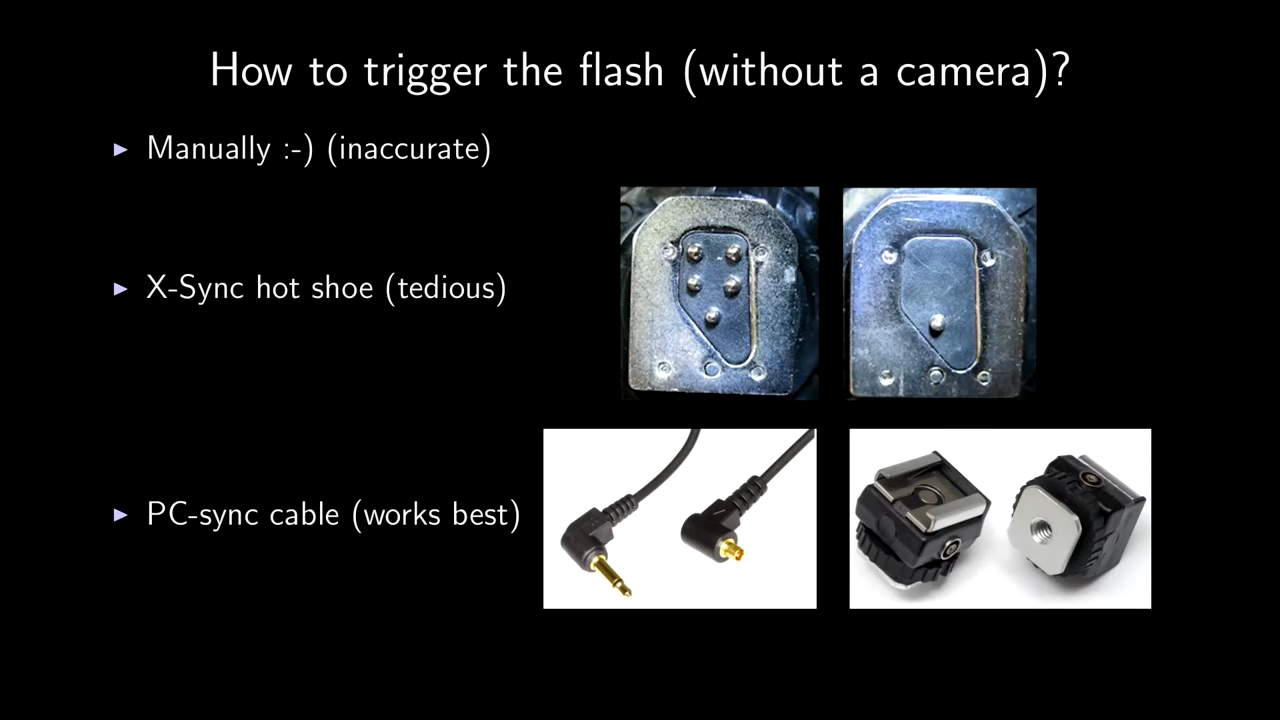 How to trigger the flash (without a camera)?
Manually :-) (inaccurate)
X-Sync hot shoe (tedious)
PC-sync cable (works best)